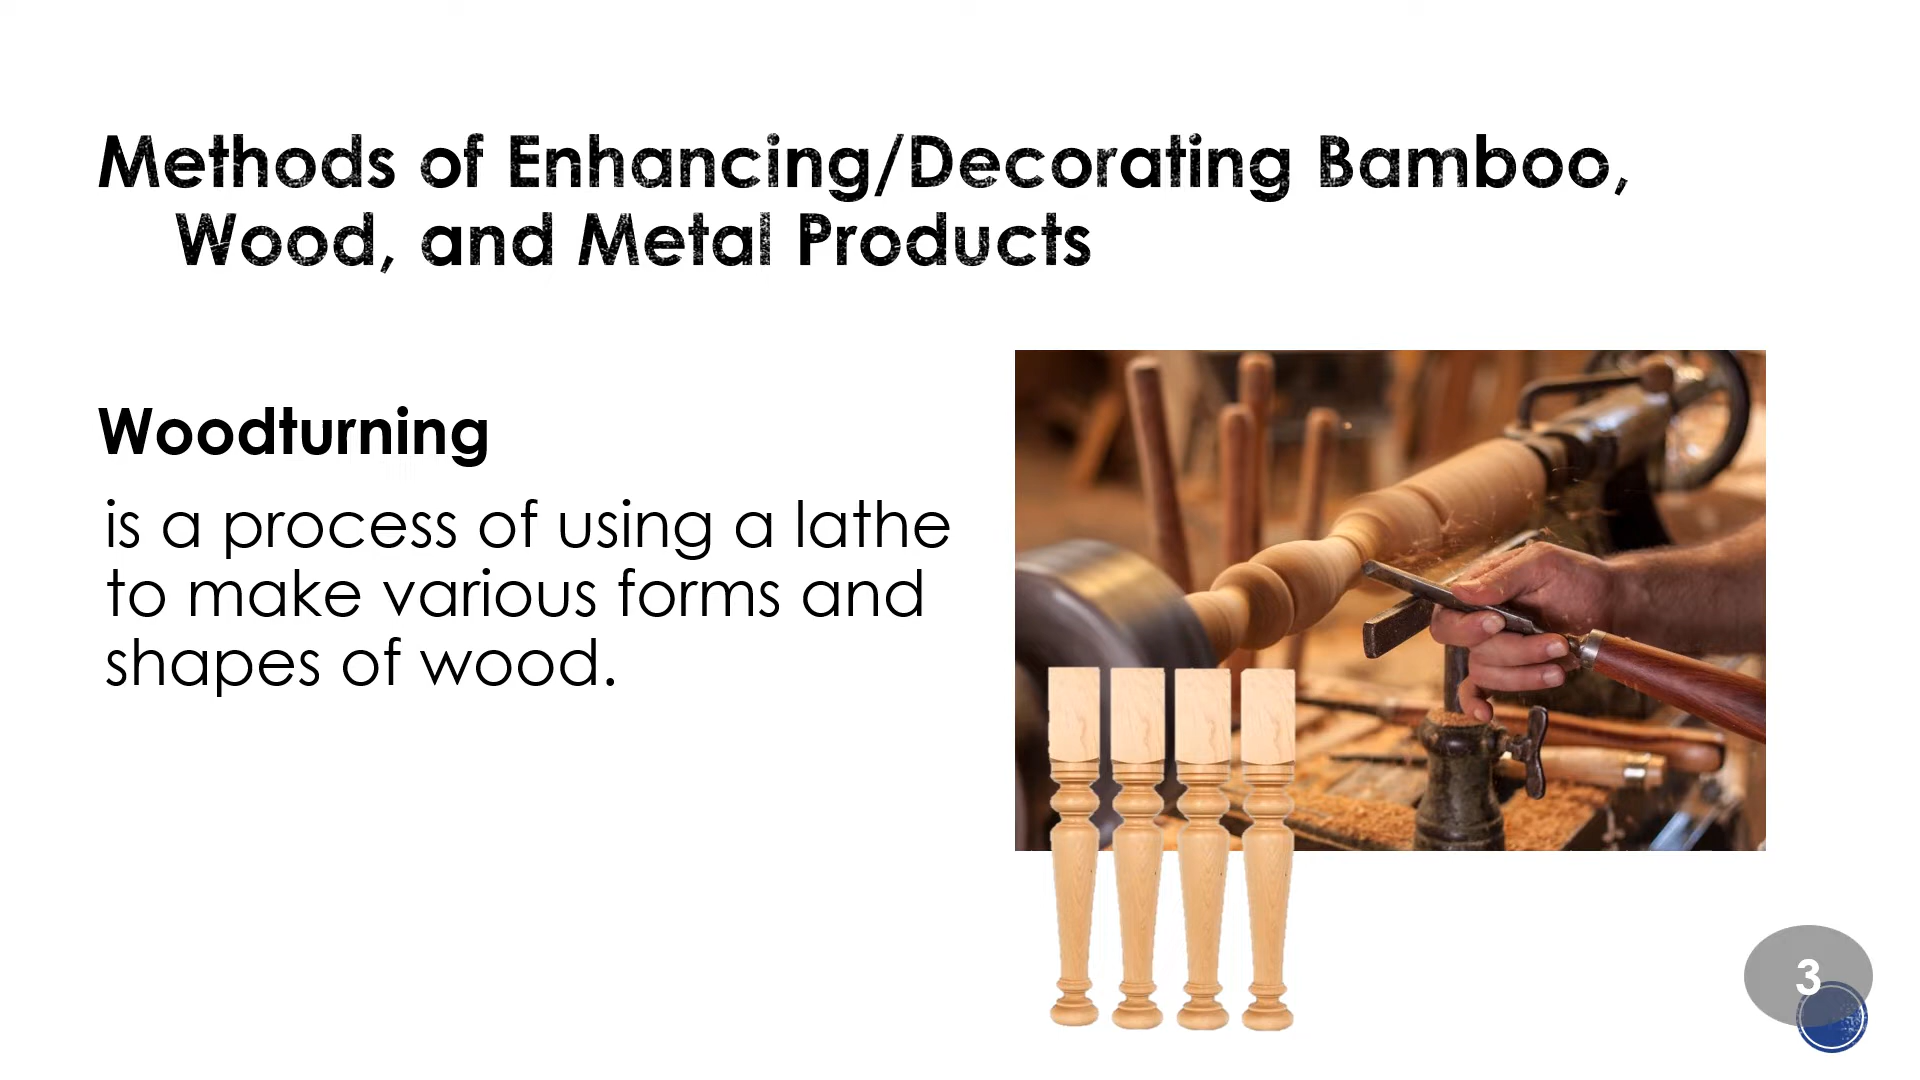 Methods of Enhancing/Decorating Bamboo,
Wood, and Metal Products
Woodturning
is a process of using a lathe
to make various forms and
shapes of wood.
3